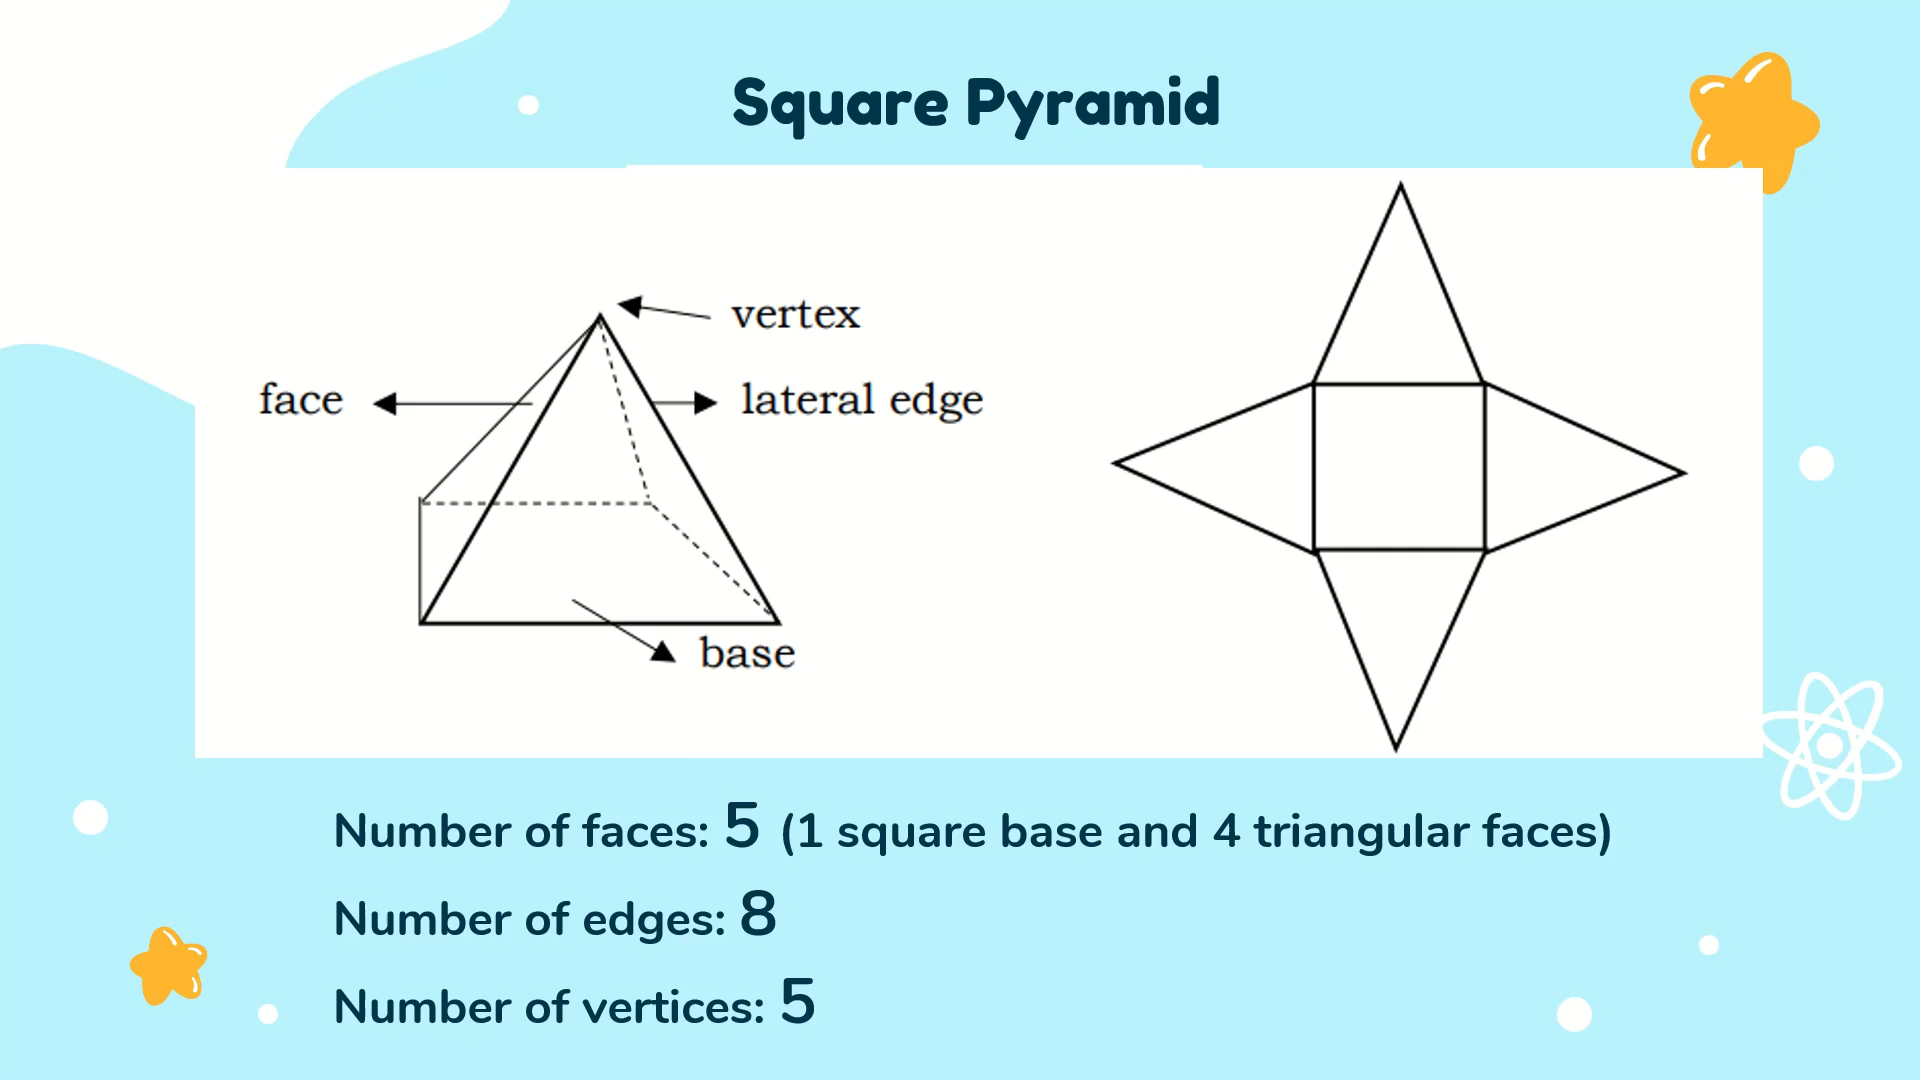 Square Pyramid
vertex
face
lateral edge
base
Number of faces: 5 (1 square base and 4 triangular faces)
Number of edges: 8
Number of vertices: 5